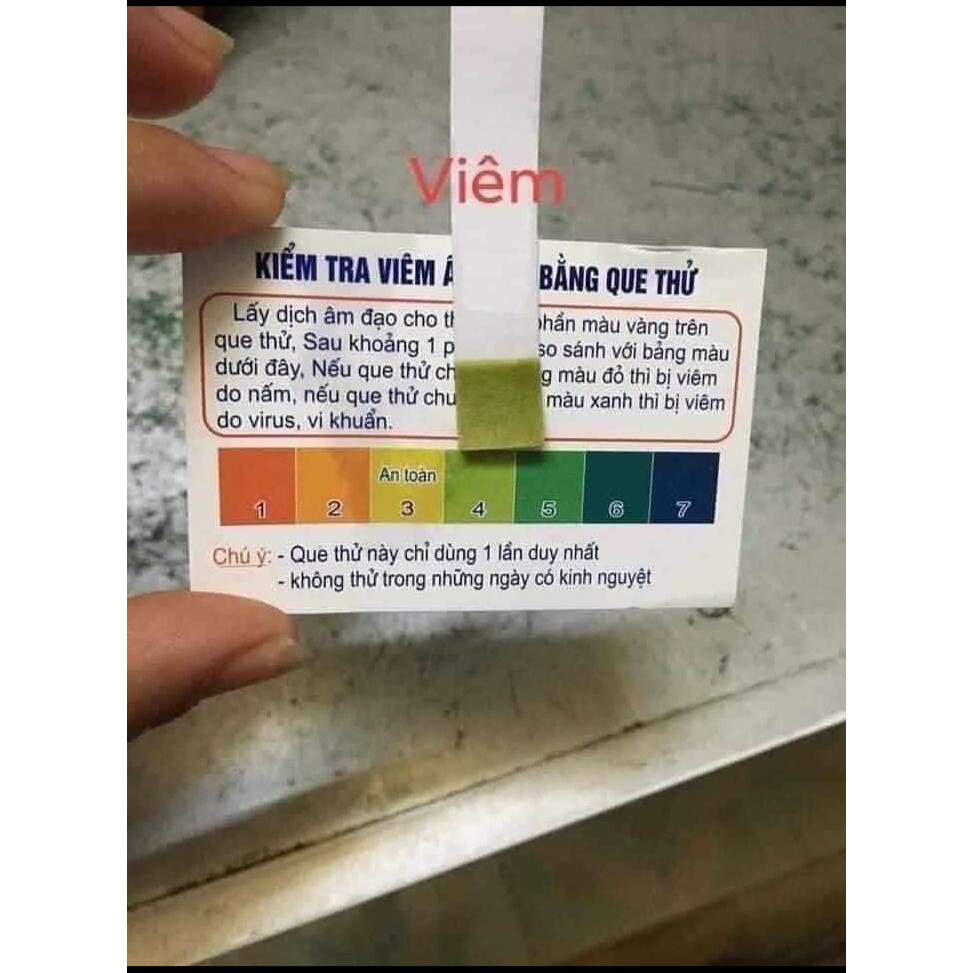 Viêm
KIỂM TRA VIÊM BẰNG QUE THỬ
Lấy dịch âm đạo cho phần màu vàng trên
que thử, Sau khoảng 1 so sánh với bảng màu
dưới đây, Nếu que thử màu đỏ thì bị viêm
do nấm, nếu que thử màu xanh thì bị viêm
do virus, vi khuẩn.
An toàn
1 2 3 4 5 6 7
Chú ý: - Que thử này chỉ dùng 1 lần duy nhất
- không thử trong những ngày có kinh nguyệt